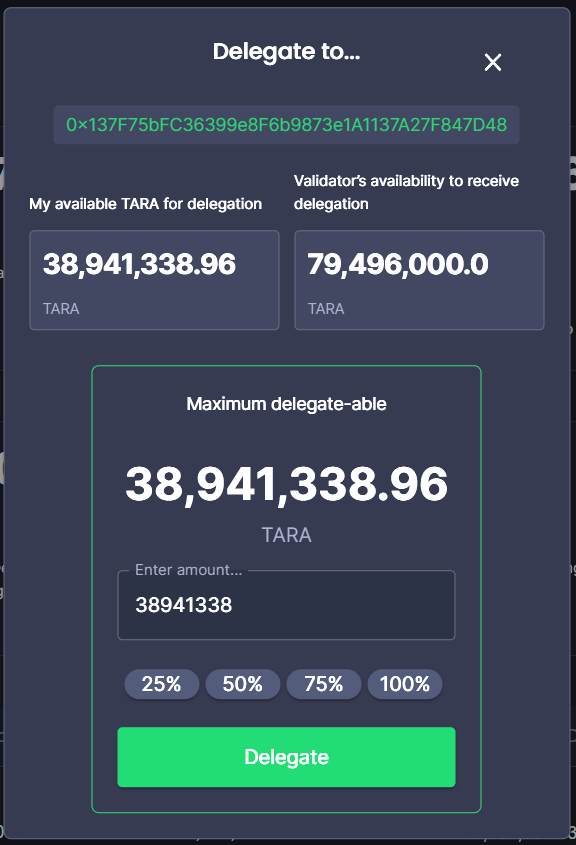 Delegate to...
0×137F75bFC36399e8F6b9873e1A1137A27F847D48
My available TARA for delegation
38,941,338.96
TARA
Validator's availability to receive
delegation
79,496,000.0
TARA
Maximum delegate-able
38,941,338.96
TARA
Enter amount...
38941338
25% 50% 75% 100%
Delegate